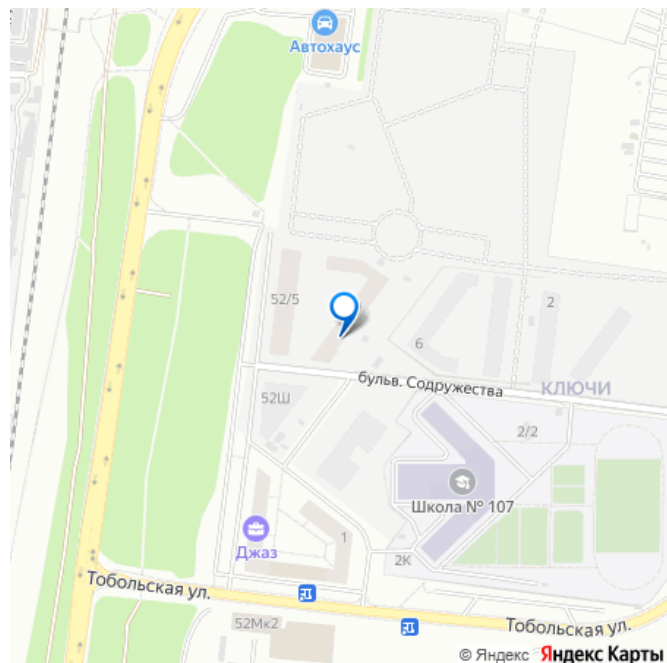 Автохаус
52/5
2
6
бульв. Содружества
КЛЮЧИ
52Ш
2/2
Школа № 107
1
Джаз
2К
Тобольская ул.
52Мк2
Тобольская ул.
© Яндекс Яндекс Карты